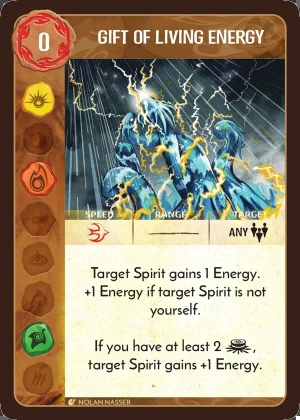 0
GIFT OF LIVING ENERGY
SPEED RANGE TARGET
ANY
Target Spirit gains 1 Energy.
+1 Energy if target Spirit is not
yourself.
If you have at least 2 ,
target Spirit gains +1 Energy.
NOLAN NASSER